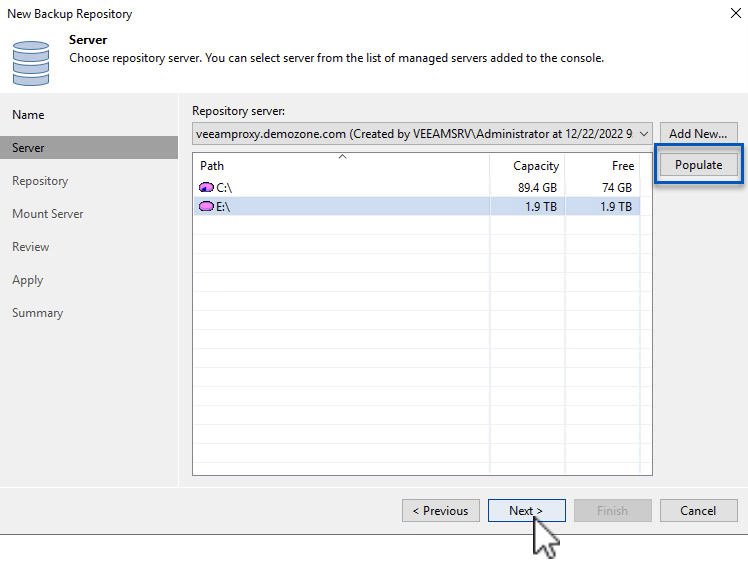 New Backup Repository
Server
Choose repository server. You can select server from the list of managed servers added to the console.
Name
Server
Repository
Mount Server
Review
Apply
Summary
Repository server:
veeamproxy.demozone.com (Created by VEEAMSRV\Administrator at 12/22/2022 9
Add New...
Populate
Path Capacity Free
C:\ 89.4 GB 74 GB
E:\ 1.9 TB 1.9 TB
< Previous Next > Finish Cancel